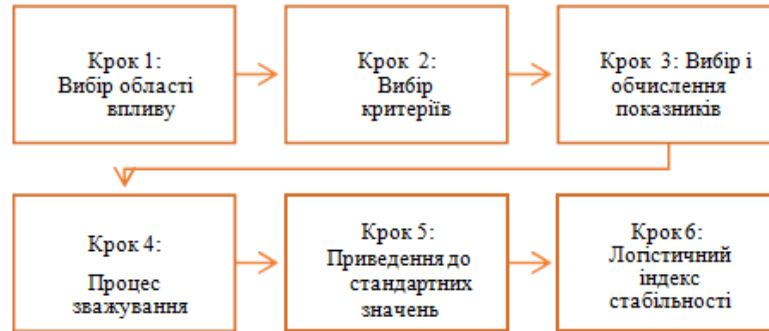 Крок 1:
Вибір області
впливу
Крок 2:
Вибір
критеріїв
Крок 3: Вибір і
обчислення
показників
Крок 4:
Процес
зважування
Крок 5:
Приведення до
стандартних
значень
Крок 6:
Логістичний
індекс
стабільності